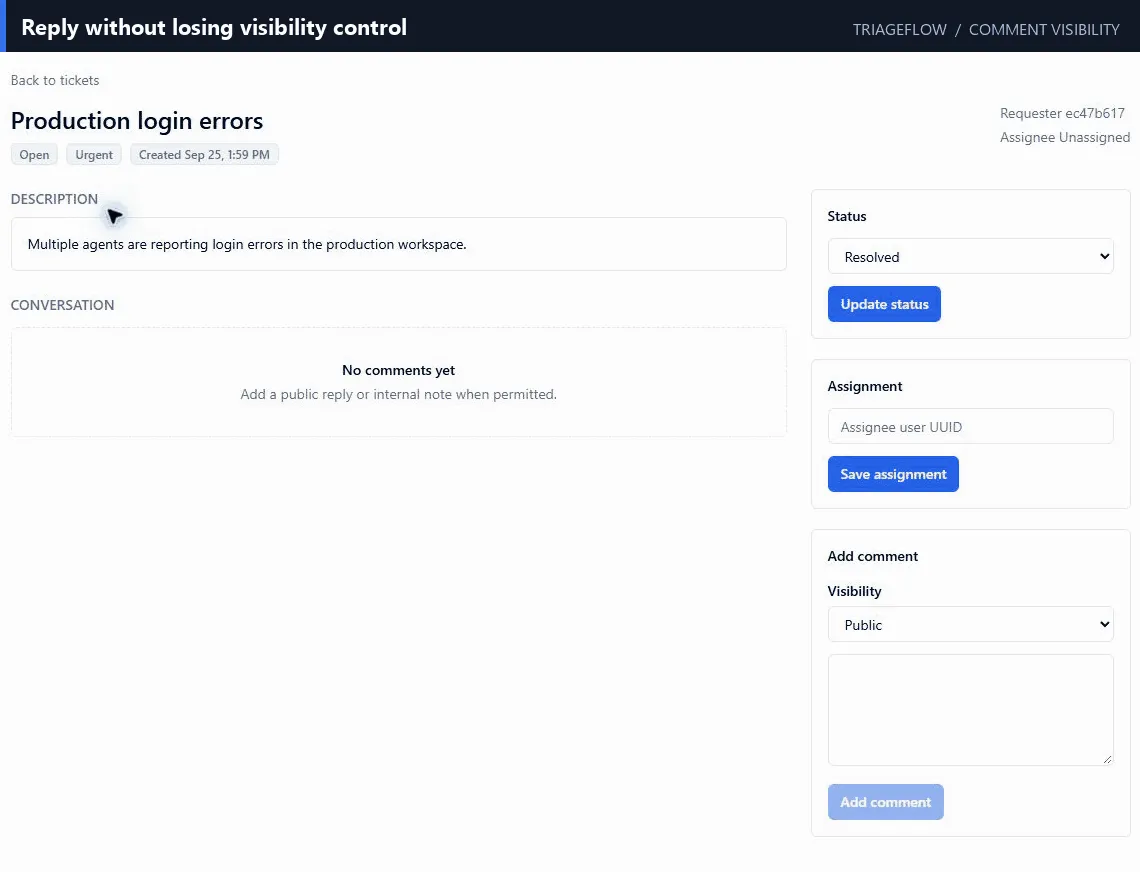 Reply without losing visibility control
TRIAGEFLOW / COMMENT VISIBILITY
Back to tickets
Production login errors
Requester ec47b617
Assignee Unassigned
Open
Urgent
Created Sep 25, 1:59 PM
DESCRIPTION
Multiple agents are reporting login errors in the production workspace.
CONVERSATION
No comments yet
Add a public reply or internal note when permitted.
Status
Resolved
Update status
Assignment
Assignee user UUID
Save assignment
Add comment
Visibility
Public
Add comment